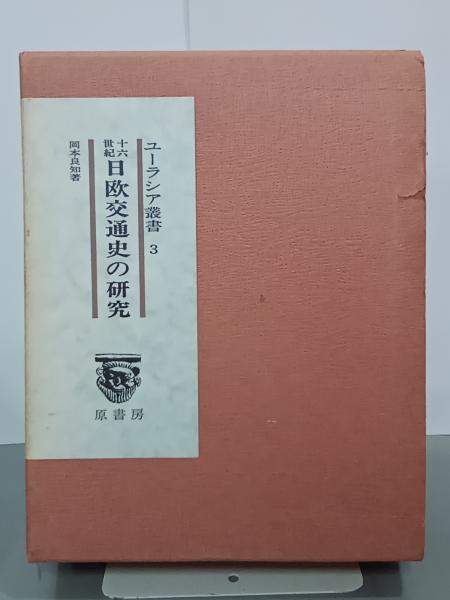 ユーラシア叢書 3
十六世紀 日欧交通史の研究
岡本良知著
原書房